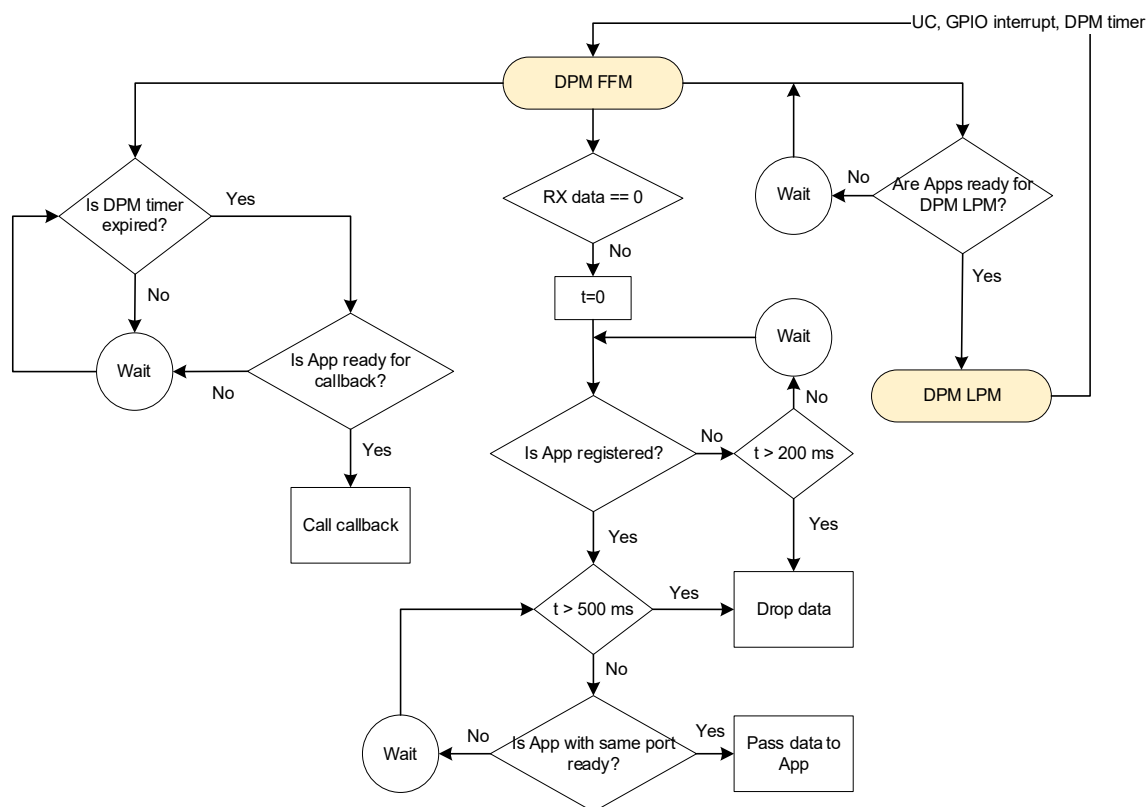 UC, GPIO interrupt, DPM timer
DPM FFM
Is DPM timer
expired?
Yes
No
Wait
Is App ready for
callback?
No
Yes
Call callback
RX data == 0
No
t=0
Wait
No
Is App registered?
No
t > 200 ms
Yes
Yes
t > 500 ms
Yes
Drop data
No
Wait
No
Is App with same port
ready?
Yes
Pass data to
App
Wait
No
Are Apps ready for
DPM LPM?
Yes
DPM LPM